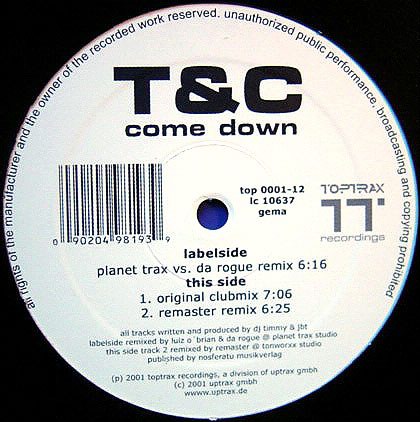 all rights of the manufacturer and the owner of the recorded work reserved. unauthorized public performance, broadcasting and copying prohibited
T&C
come down
top 0001-12
lc 10637
gema
TOPTRAX
TT
recordings
0 90204 98193 9
labelside
planet trax vs. da rogue remix 6:16
this side
1. original clubmix 7:06
2. remaster remix 6:25
all tracks written and produced by dj timmy & jbt
labelside remixed by luiz o´brian & da rogue @ planet trax studio
this side track 2 remixed by remaster @ tonworxx studio
published by nosferatu musikverlag
(p) 2001 toptrax recordings, a division of uptrax gmbh
(c) 2001 uptrax gmbh
www.uptrax.de